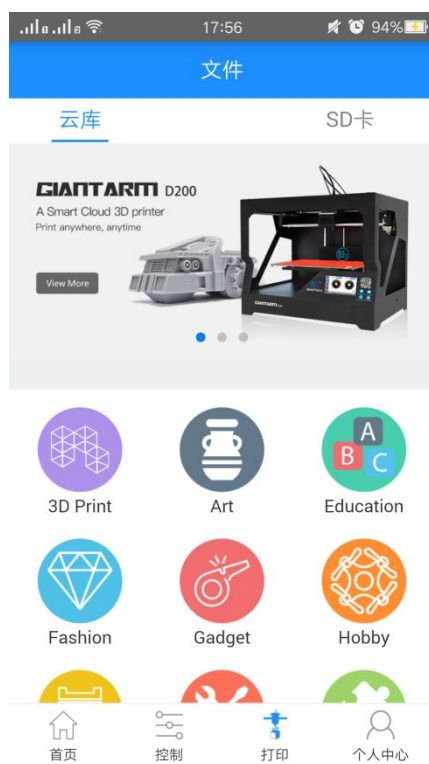 17:56
94%
文件
云库
SD卡
GIANTARM D200
A Smart Cloud 3D printer
Print anywhere, anytime
View More
GIANTARM
A
B
C
3D Print
Art
Education
Fashion
Gadget
Hobby
首页
控制
打印
个人中心